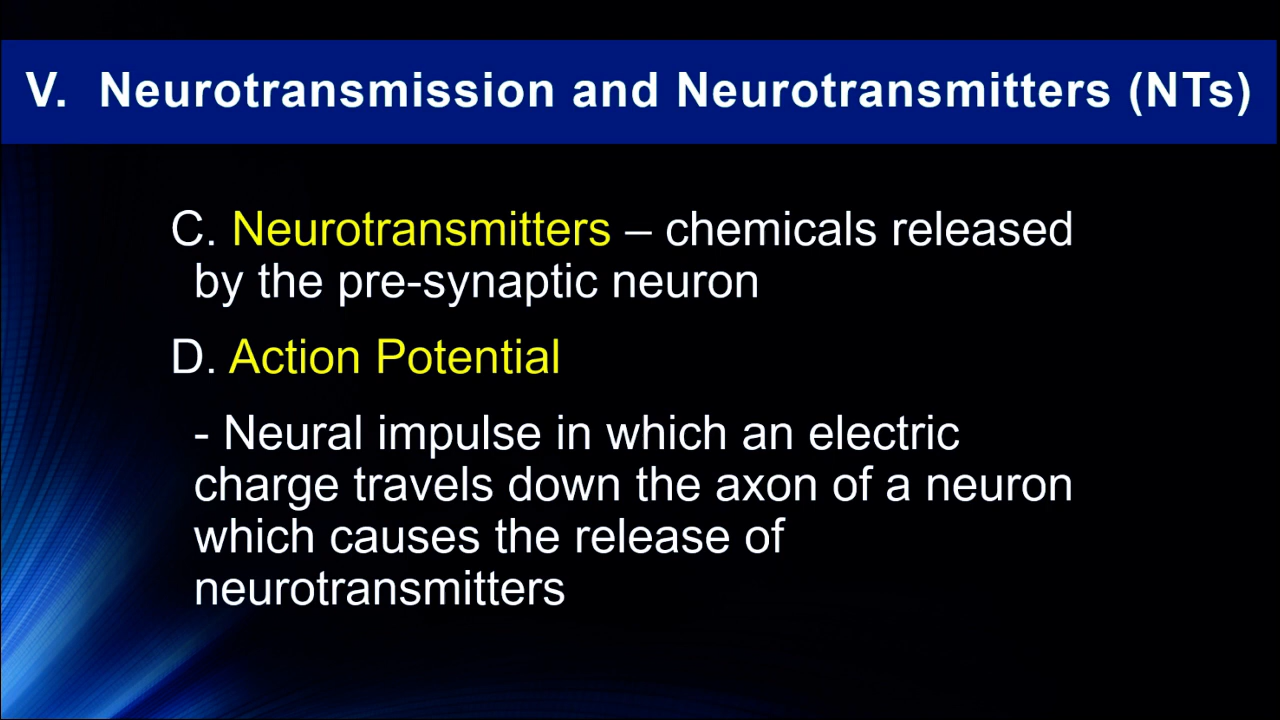 V. Neurotransmission and Neurotransmitters (NTs)
C. Neurotransmitters – chemicals released
by the pre-synaptic neuron
D. Action Potential
- Neural impulse in which an electric
charge travels down the axon of a neuron
which causes the release of
neurotransmitters